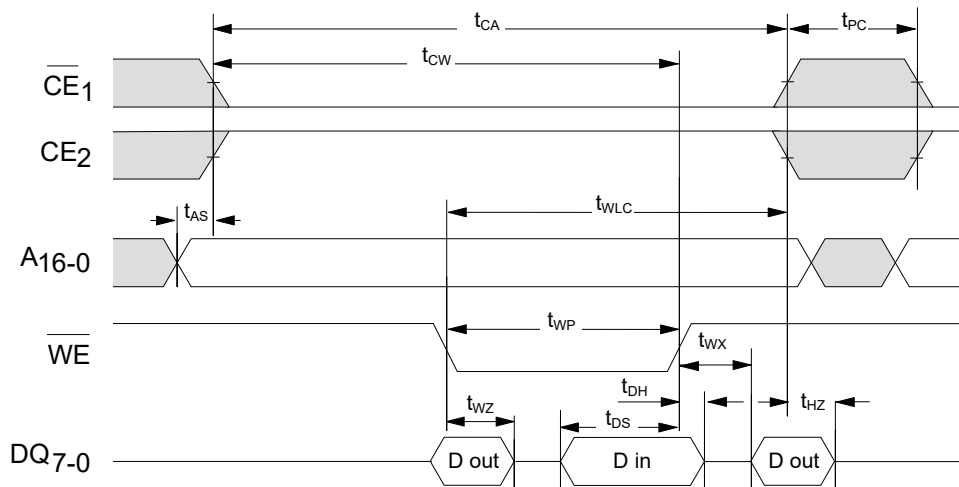 tCA
tPC
tCW
CE1
CE2
tAS
tWLC
A16-0
tWP
WE
tWX
tDH
tWZ
tHZ
tDS
DQ7-0
D out
D in
D out